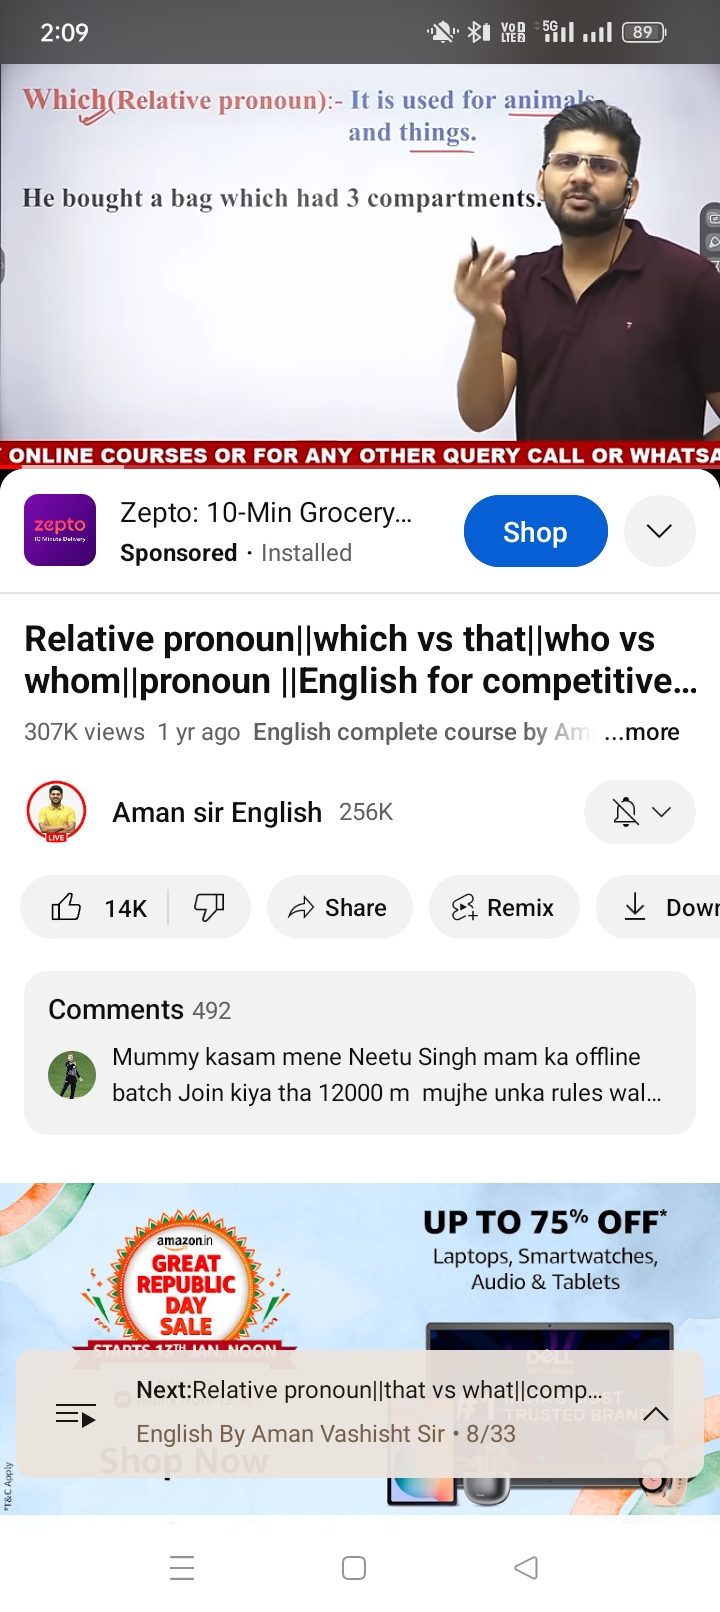 2:09
VoD
LTE2
5G
89
Which(Relative pronoun):- It is used for animals
and things.
He bought a bag which had 3 compartments.
ONLINE COURSES OR FOR ANY OTHER QUERY CALL OR WHATSA
zepto
10 Minute Delivery
Zepto: 10-Min Grocery...
Sponsored · Installed
Shop
Relative pronoun||which vs that||who vs
whom||pronoun ||English for competitive...
307K views 1 yr ago English complete course by Am ...more
LIVE
Aman sir English 256K
14K
Share
Remix
Down
Comments 492
Mummy kasam mene Neetu Singh mam ka offline
batch Join kiya tha 12000 m mujhe unka rules wal...
amazon.in
GREAT
REPUBLIC
DAY
SALE
STARTS 13TH JAN, NOON
UP TO 75% OFF*
Laptops, Smartwatches,
Audio & Tablets
DELL
TRUSTED BRAN
Next:Relative pronoun||that vs what||comp...
English By Aman Vashisht Sir • 8/33
Shop Now
*T&C Apply